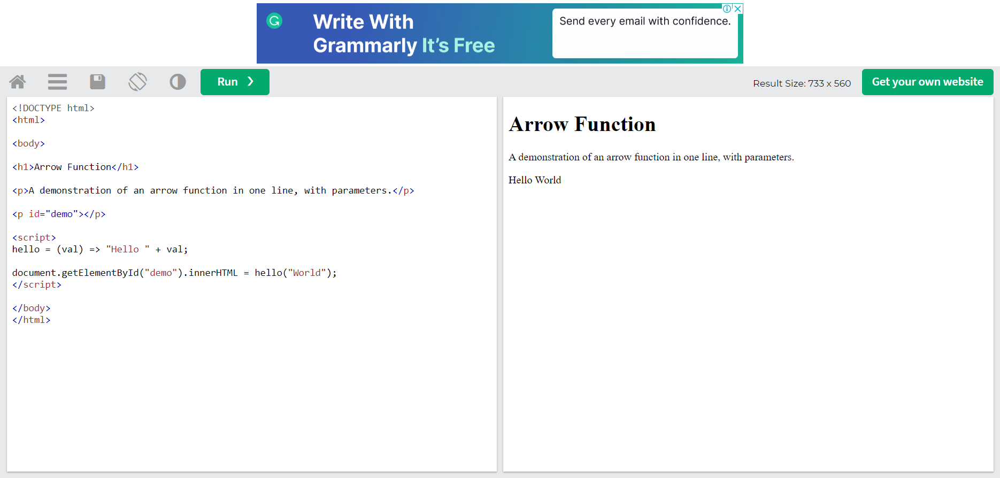 Write With
Grammarly It's Free
Send every email with confidence.
Run ❯
Result Size: 733 x 560
Get your own website
<!DOCTYPE html>
<html>
<body>
<h1>Arrow Function</h1>
<p>A demonstration of an arrow function in one line, with parameters.</p>
<p id="demo"></p>
<script>
hello = (val) => "Hello " + val;
document.getElementById("demo").innerHTML = hello("World");
</script>
</body>
</html>
Arrow Function
A demonstration of an arrow function in one line, with parameters.
Hello World